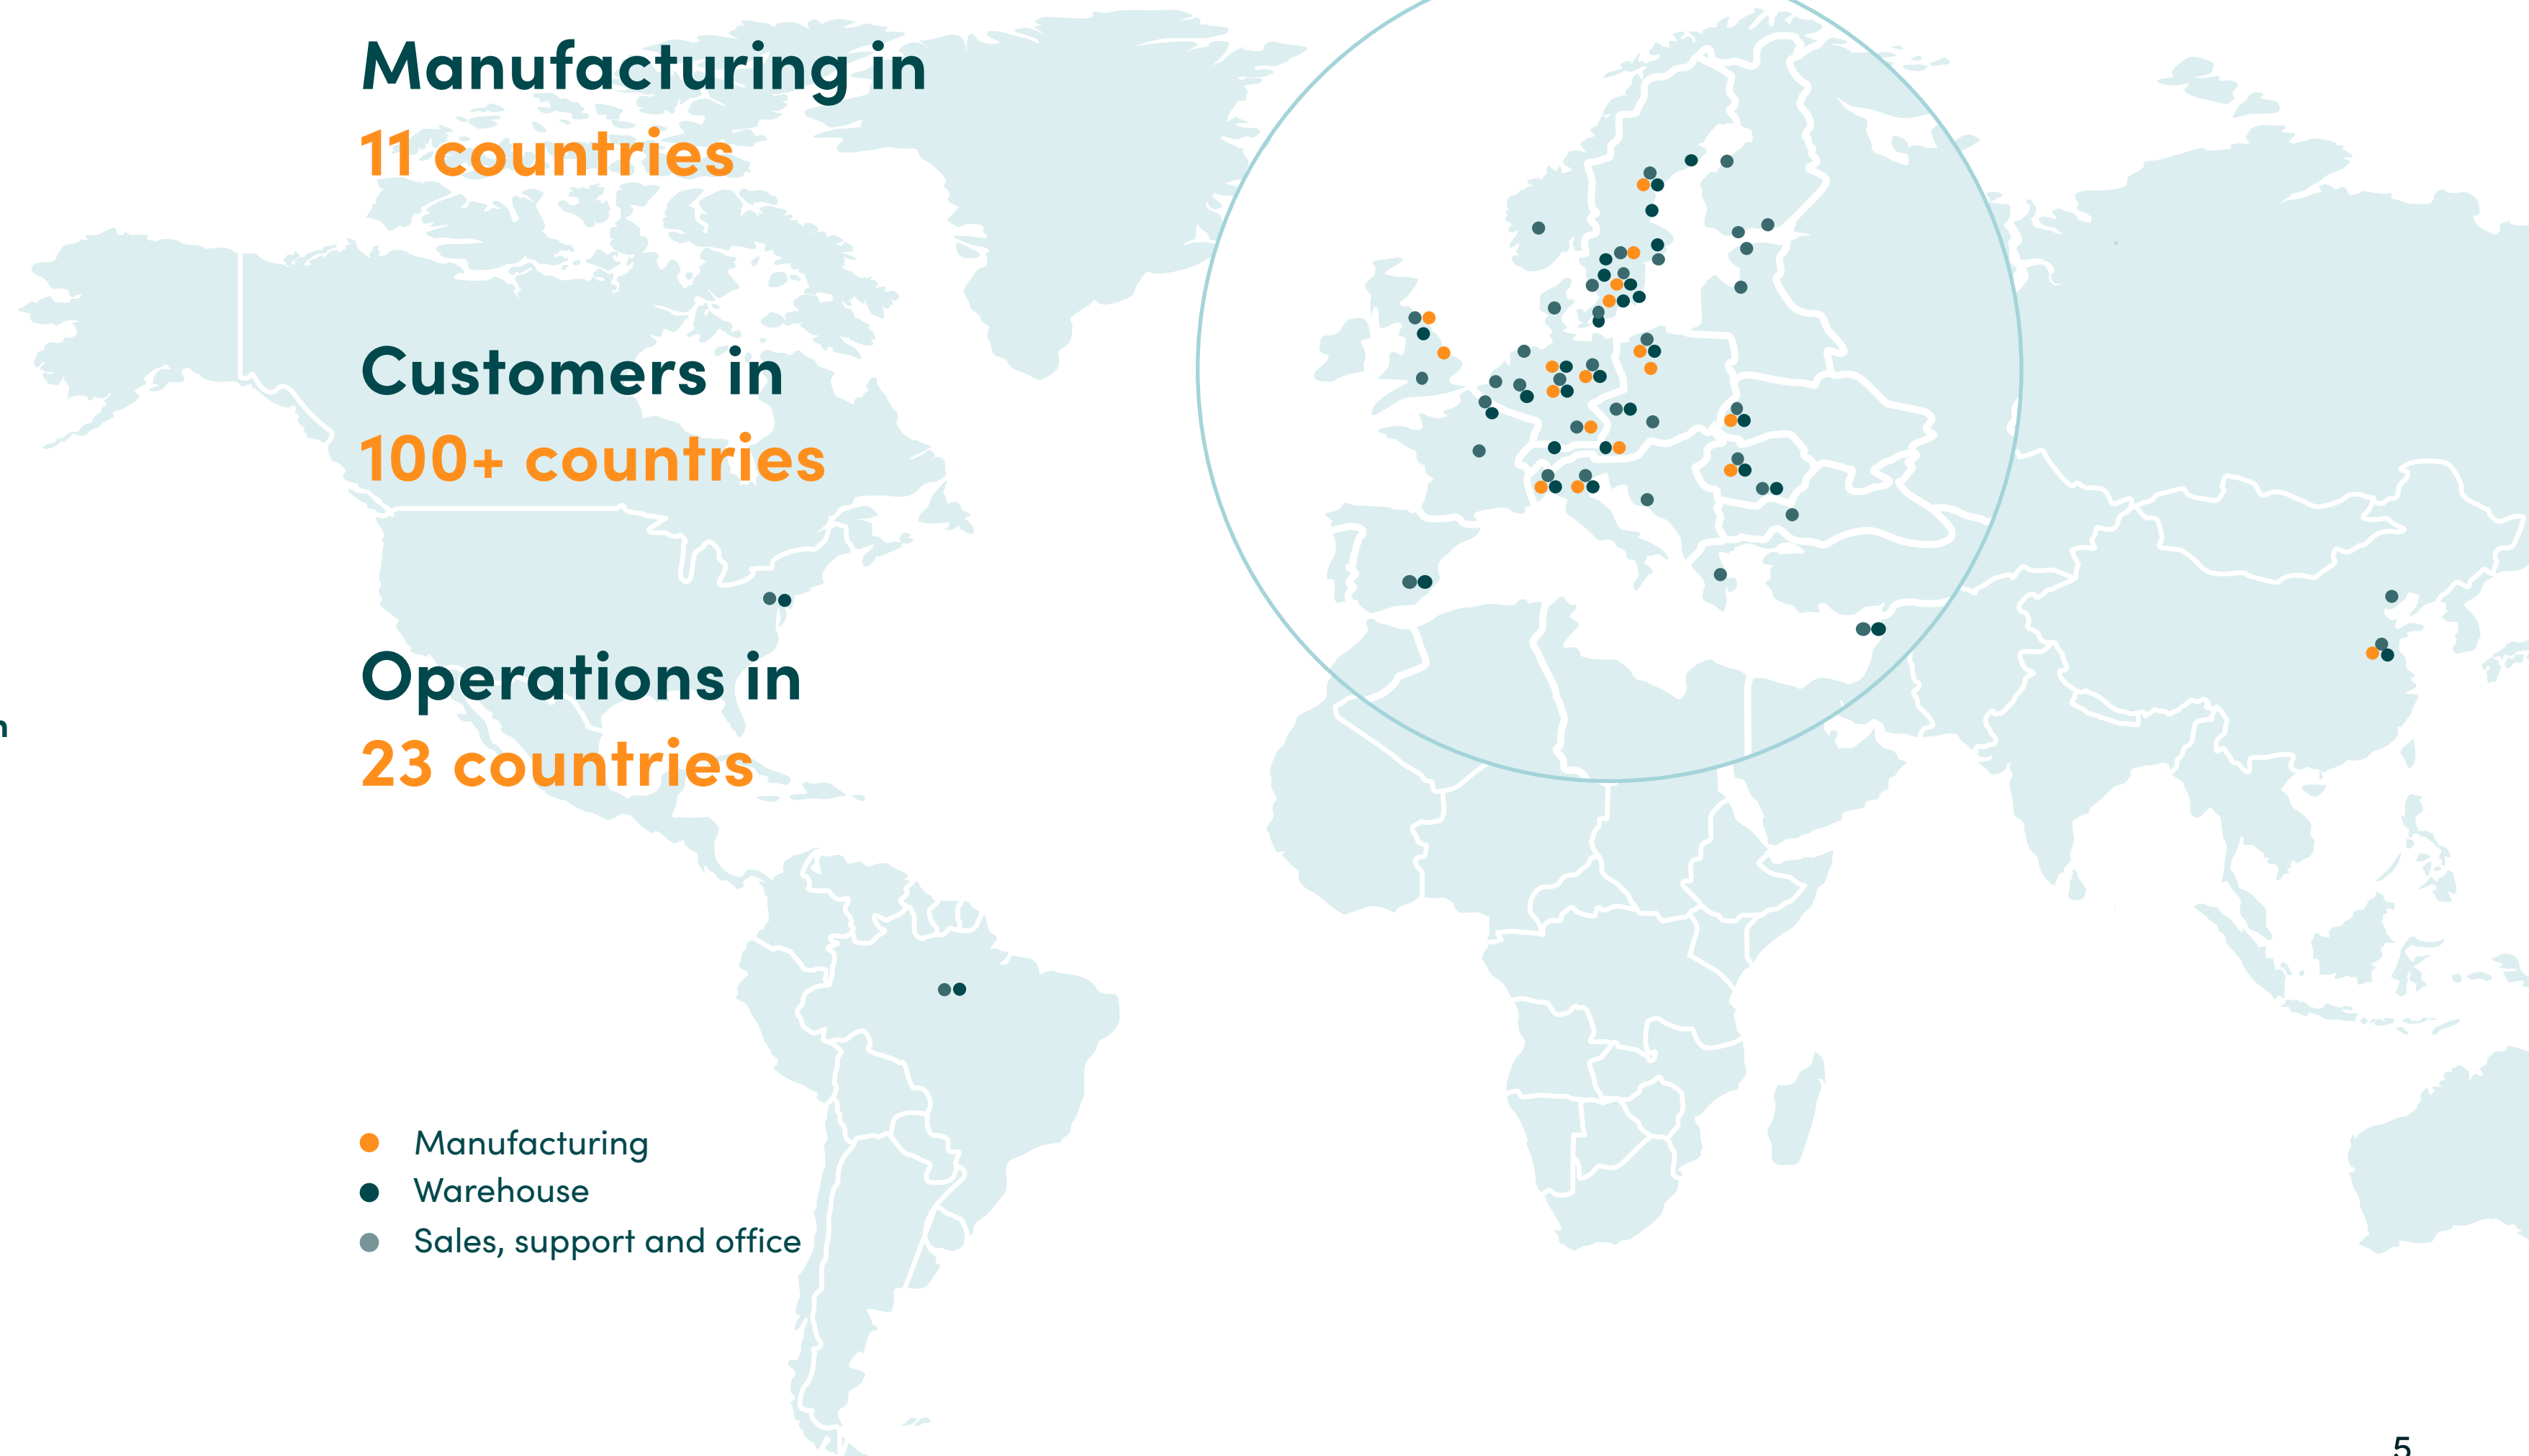 Manufacturing in
11 countries
Customers in
100+ countries
Operations in
23 countries
n
Manufacturing
Warehouse
Sales, support and office
5